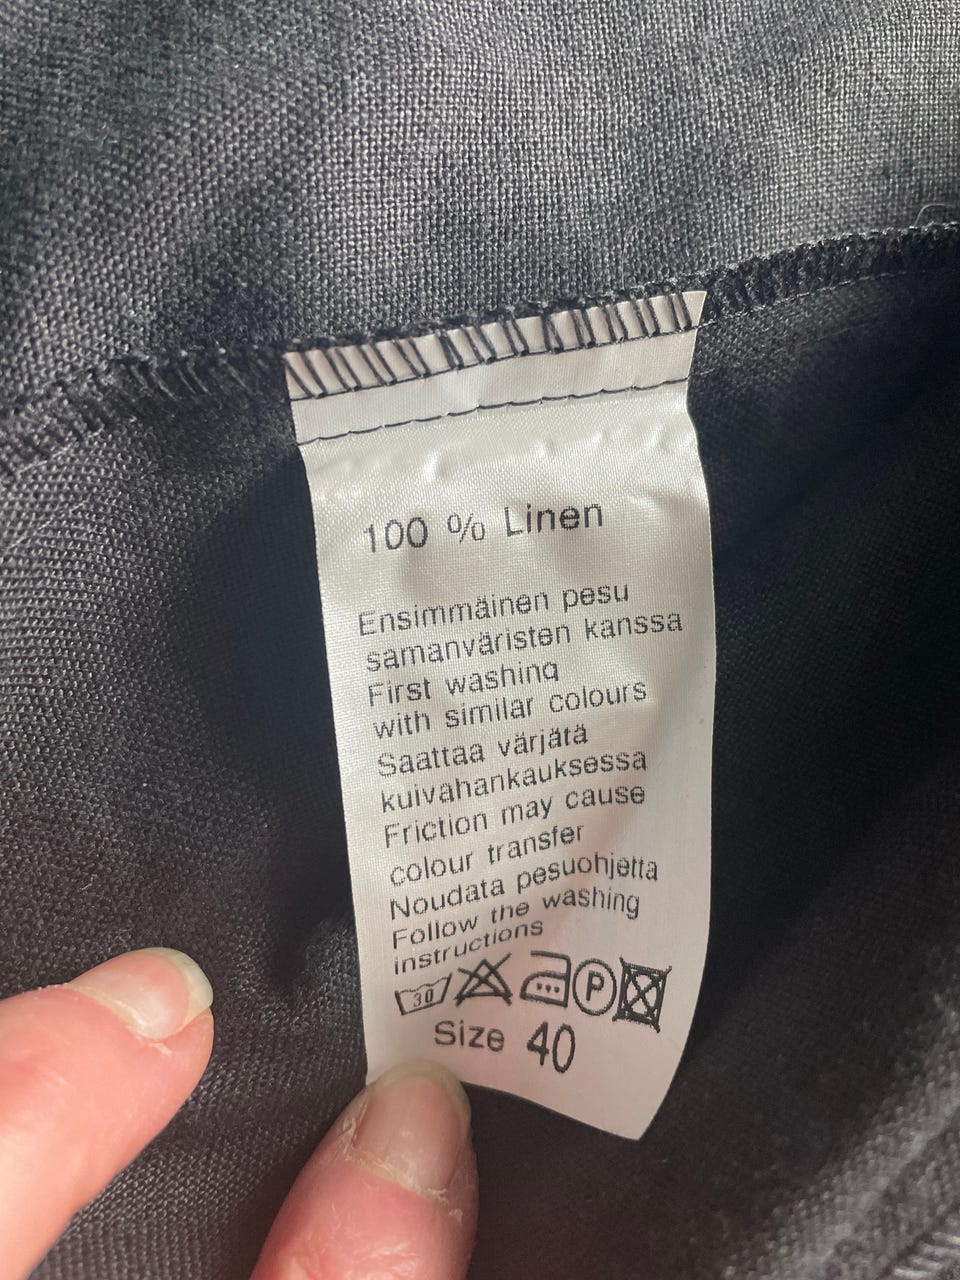 100 % Linen
Ensimmäinen pesu
samanväristen kanssa
First washing
with similar colours
Saattaa värjätä
kuivahankauksessa
Friction may cause
colour transfer
Noudata pesuohjetta
Follow the washing
instructions
30 P
Size 40